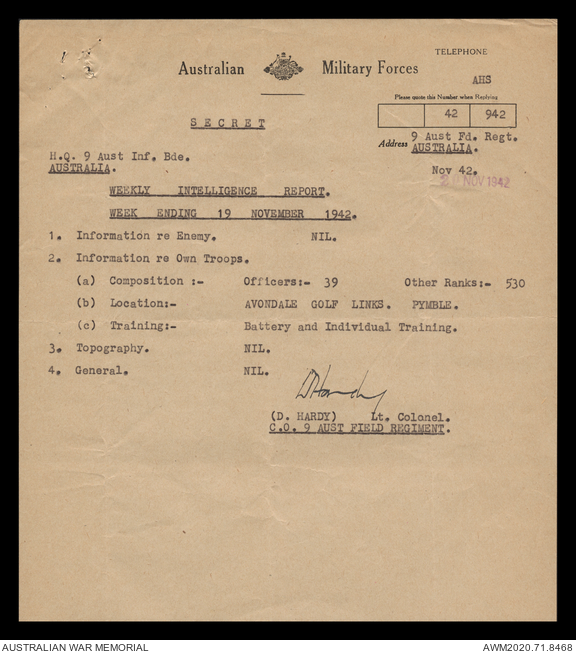 TELEPHONE
Australian Military Forces
AHS
Please quote this Number when Replying
42 942
SECRET
9 Aust Fd. Regt.
Address AUSTRALIA.
H.Q. 9 Aust Inf. Bde.
AUSTRALIA.
Nov 42.
NOV 1942
WEEKLY INTELLIGENCE REPORT.
WEEK ENDING 19 NOVEMBER 1942.
1. Information re Enemy. NIL.
2. Information re Own Troops.
(a) Composition :- Officers:- 39 Other Ranks:- 530
(b) Location:- AVONDALE GOLF LINKS. PYMBLE.
(c) Training:- Battery and Individual Training.
3. Topography. NIL.
4. General. NIL.
DHardy
(D. HARDY) Lt. Colonel.
C.O. 9 AUST FIELD REGIMENT.
AUSTRALIAN WAR MEMORIAL AWM2020.71.8468